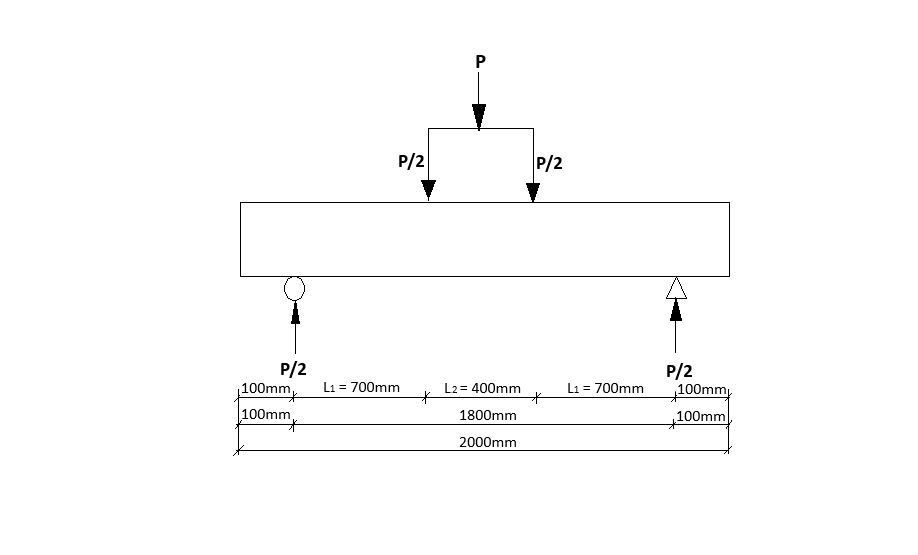 P
P/2 P/2
P/2 P/2
100mm L1 = 700mm L2 = 400mm L1 = 700mm 100mm
100mm 1800mm 100mm
2000mm